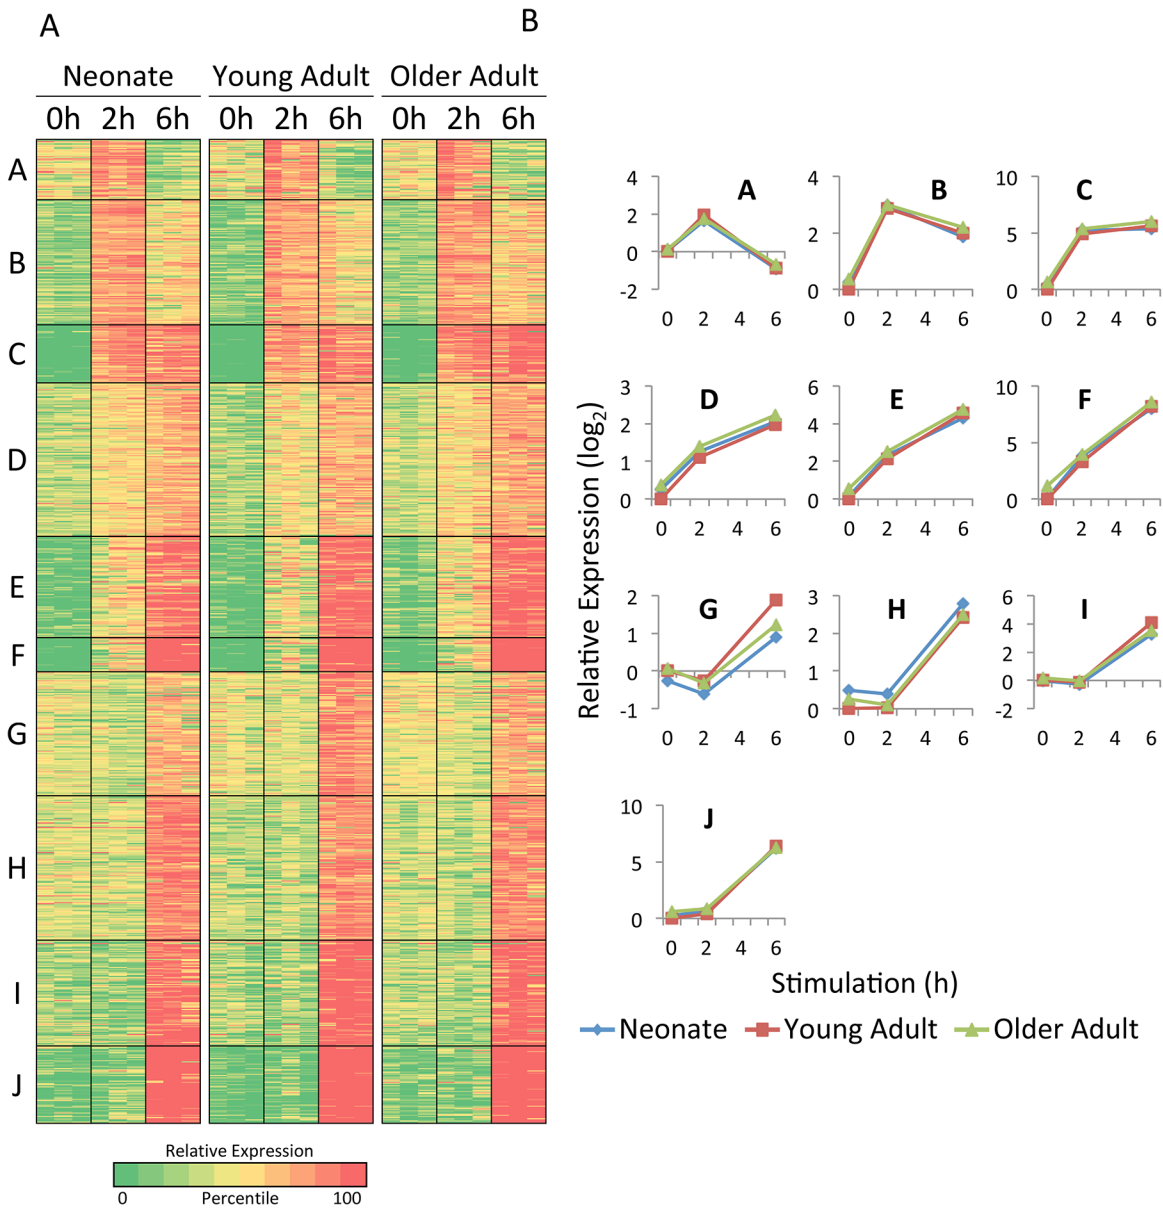 A
B
Neonate Young Adult Older Adult
0h 2h 6h 0h 2h 6h 0h 2h 6h
A
B
C
D
E
F
G
H
I
J
Relative Expression
0 Percentile 100
Relative Expression (log2)
A
4
2
0
-2
0 2 4 6
B
4
2
0
0 2 4 6
C
10
5
0
0 2 4 6
D
3
2
1
0
0 2 4 6
E
6
4
2
0
0 2 4 6
F
10
5
0
0 2 4 6
G
2
1
0
-1
0 2 4 6
H
3
2
1
0
0 2 4 6
I
6
4
2
0
-2
0 2 4 6
J
10
5
0
0 2 4 6
Stimulation (h)
Neonate Young Adult Older Adult